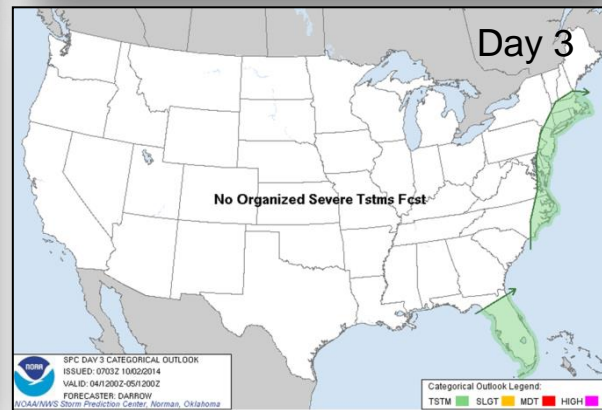 Day 3
No Organized Severe Tstms Fcst
NOAA
SPC DAY 3 CATEGORICAL OUTLOOK
ISSUED: 0703Z 10/02/2014
VALID: 04/1200Z-05/1200Z
FORECASTER: DARROW
NOAA/NWS Storm Prediction Center, Norman, Oklahoma
Categorical Outlook Legend:
TSTM SLGT MDT HIGH